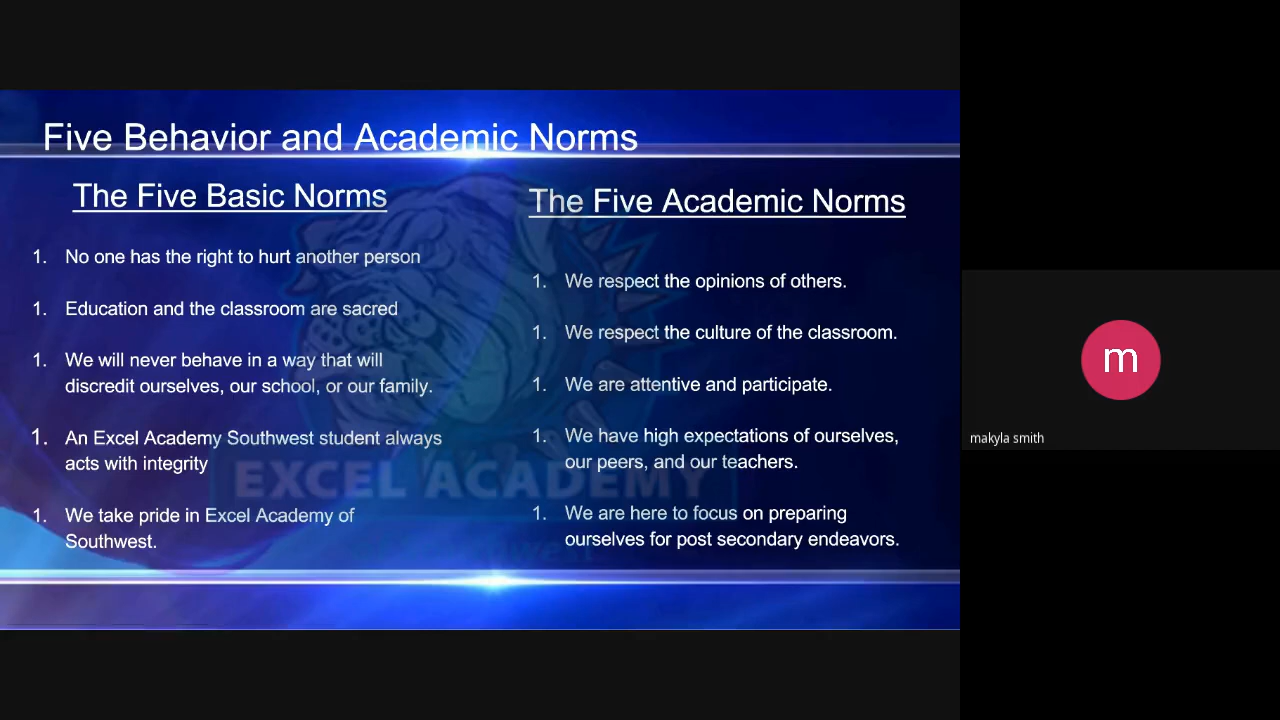 Five Behavior and Academic Norms
The Five Basic Norms
1. No one has the right to hurt another person
1. Education and the classroom are sacred
1. We will never behave in a way that will
discredit ourselves, our school, or our family.
1. An Excel Academy Southwest student always
acts with integrity
1. We take pride in Excel Academy of
Southwest.
The Five Academic Norms
1. We respect the opinions of others.
1. We respect the culture of the classroom.
1. We are attentive and participate.
1. We have high expectations of ourselves,
our peers, and our teachers.
1. We are here to focus on preparing
ourselves for post secondary endeavors.
EXCEL ACADEMY
m
makyla smith